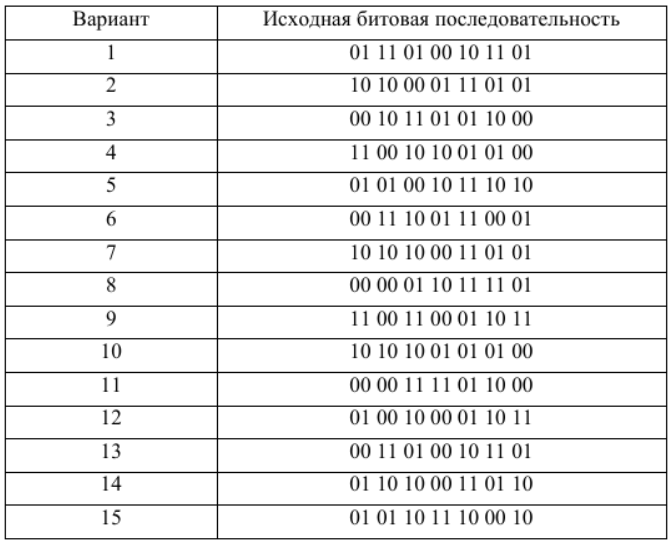 Вариант Исходная битовая последовательность
1 01 11 01 00 10 11 01
2 10 10 00 01 11 01 01
3 00 10 11 01 01 10 00
4 11 00 10 10 01 01 00
5 01 01 00 10 11 10 10
6 00 11 10 01 11 00 01
7 10 10 10 00 11 01 01
8 00 00 01 10 11 11 01
9 11 00 11 00 01 10 11
10 10 10 10 01 01 01 00
11 00 00 11 11 01 10 00
12 01 00 10 00 01 10 11
13 00 11 01 00 10 11 01
14 01 10 10 00 11 01 10
15 01 01 10 11 10 00 10